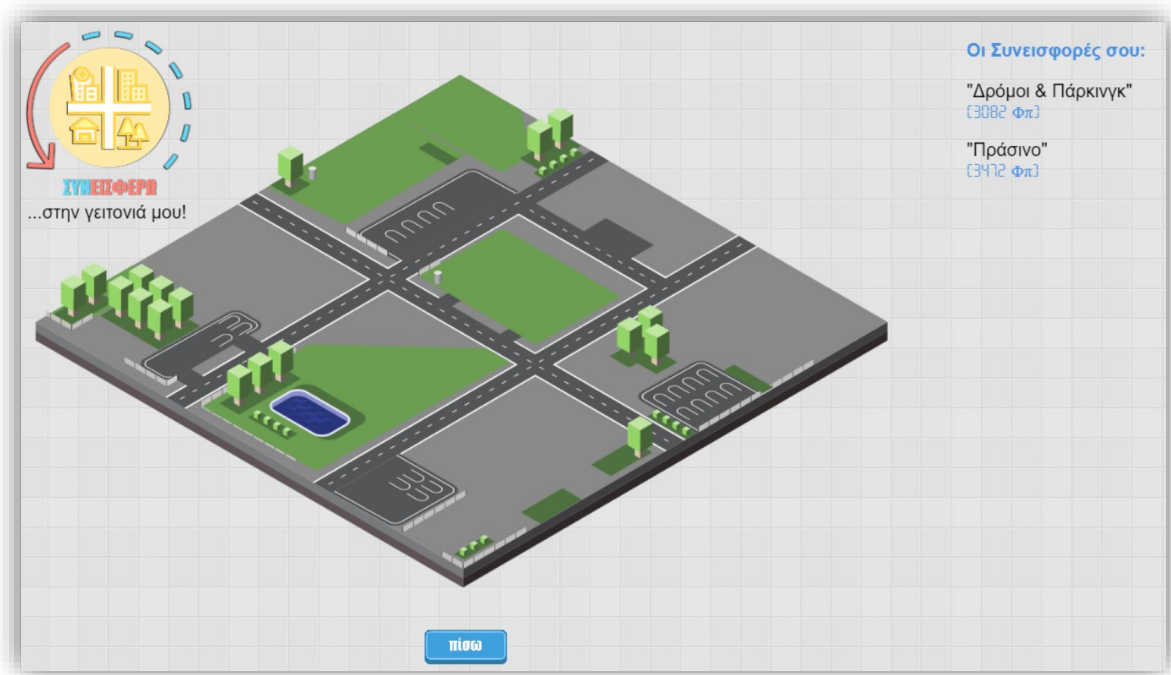 ΣΥΝΕΙΣΦΕΡΩ
...στην γειτονιά μου!
Οι Συνεισφορές σου:
"Δρόμοι & Πάρκινγκ"
(3082 Φπ)
"Πράσινο"
(3472 Φπ)
πίσω